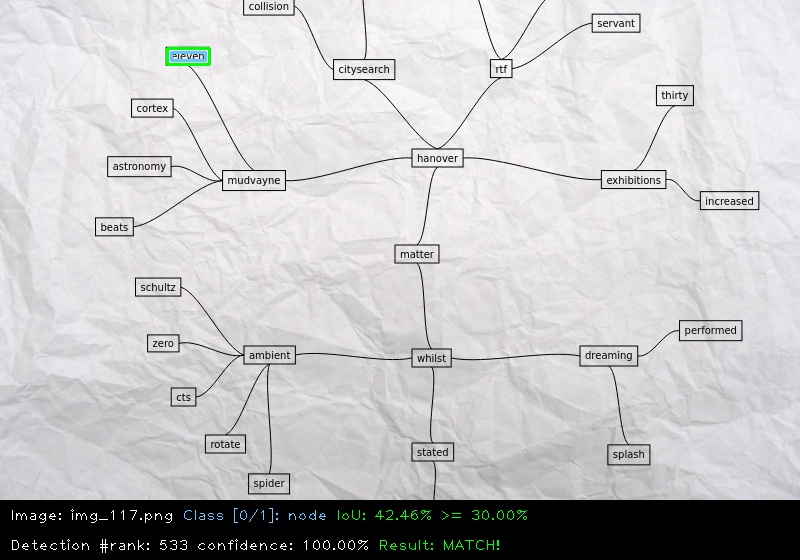 collision
servant
eleven
citysearch
rtf
thirty
cortex
hanover
astronomy
mudvayne
exhibitions
increased
beats
matter
schultz
performed
zero
ambient
whilst
dreaming
cts
rotate
stated
splash
spider
Image: img_117.png Class [0/1]: node IoU: 42.46% >= 30.00%
Detection #rank: 533 confidence: 100.00% Result: MATCH!